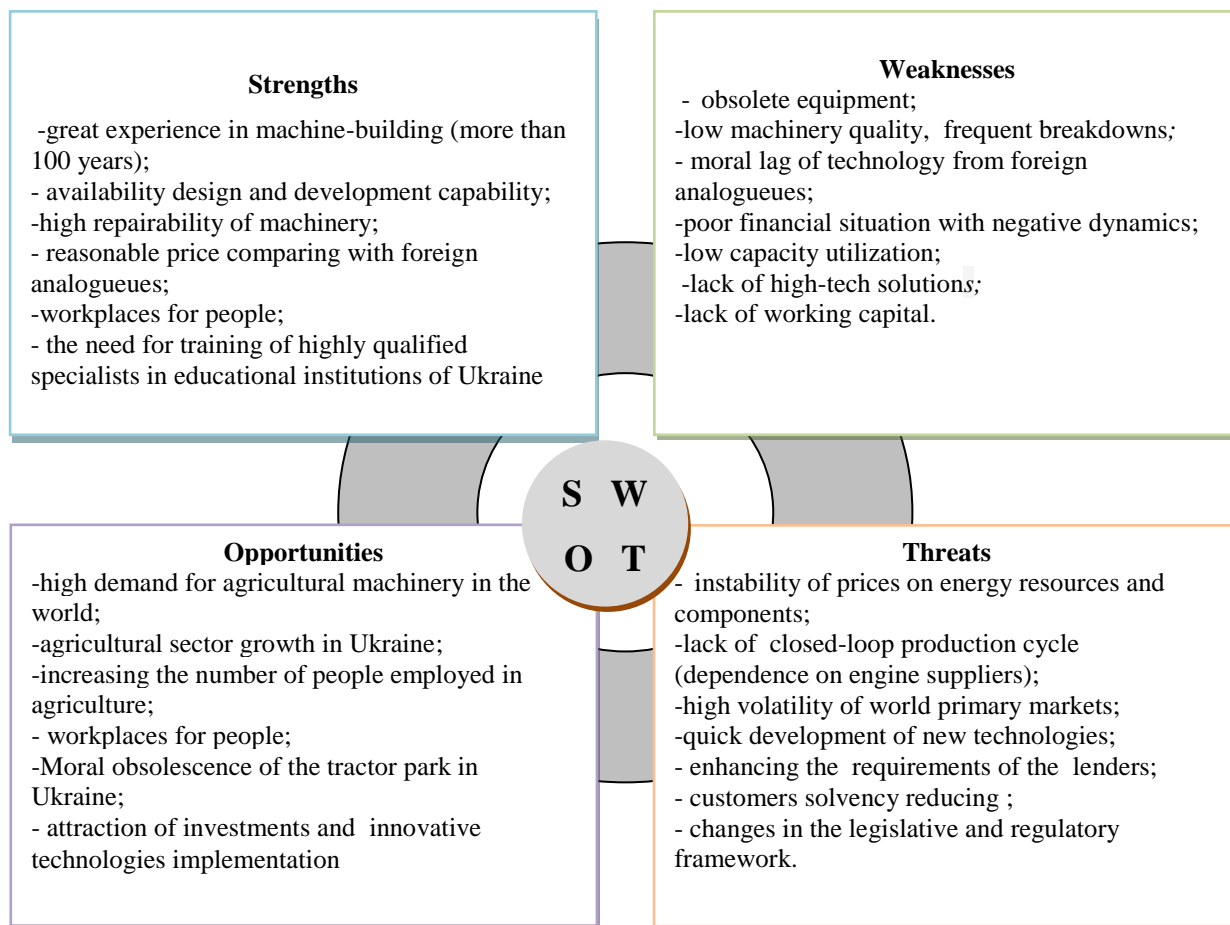 Strengths
-great experience in machine-building (more than
100 years);
- availability design and development capability;
-high repairability of machinery;
- reasonable price comparing with foreign
analogueues;
-workplaces for people;
- the need for training of highly qualified
specialists in educational institutions of Ukraine
Weaknesses
- obsolete equipment;
-low machinery quality, frequent breakdowns;
- moral lag of technology from foreign
analogueues;
-poor financial situation with negative dynamics;
-low capacity utilization;
-lack of high-tech solutions;
-lack of working capital.
S W
O T
Opportunities
-high demand for agricultural machinery in the
world;
-agricultural sector growth in Ukraine;
-increasing the number of people employed in
agriculture;
- workplaces for people;
-Moral obsolescence of the tractor park in
Ukraine;
- attraction of investments and innovative
technologies implementation
Threats
- instability of prices on energy resources and
components;
-lack of closed-loop production cycle
(dependence on engine suppliers);
-high volatility of world primary markets;
-quick development of new technologies;
- enhancing the requirements of the lenders;
- customers solvency reducing ;
- changes in the legislative and regulatory
framework.